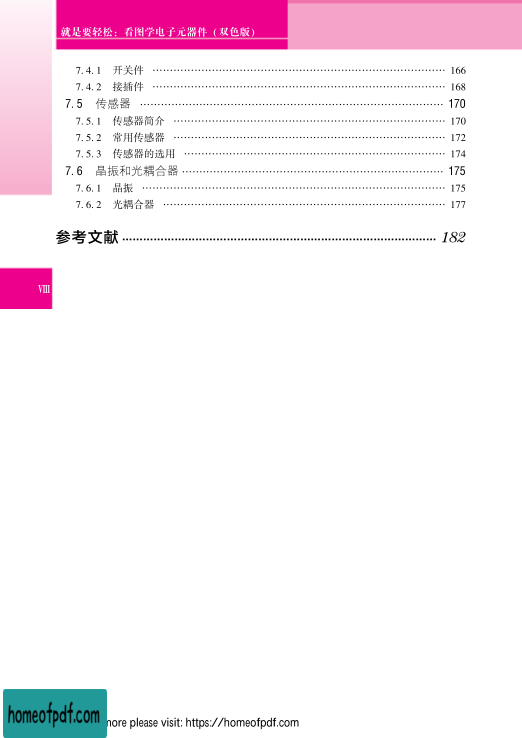 就是要轻松：看图学电子元器件（双色版）
7.4.1 开关件 …… 166
7.4.2 接插件 …… 168
7.5 传感器 …… 170
7.5.1 传感器简介 …… 170
7.5.2 常用传感器 …… 172
7.5.3 传感器的选用 …… 174
7.6 晶振和光耦合器 …… 175
7.6.1 晶振 …… 175
7.6.2 光耦合器 …… 177
参考文献 …… 182
Ⅷ
homeofpdf.com
more please visit: https://homeofpdf.com